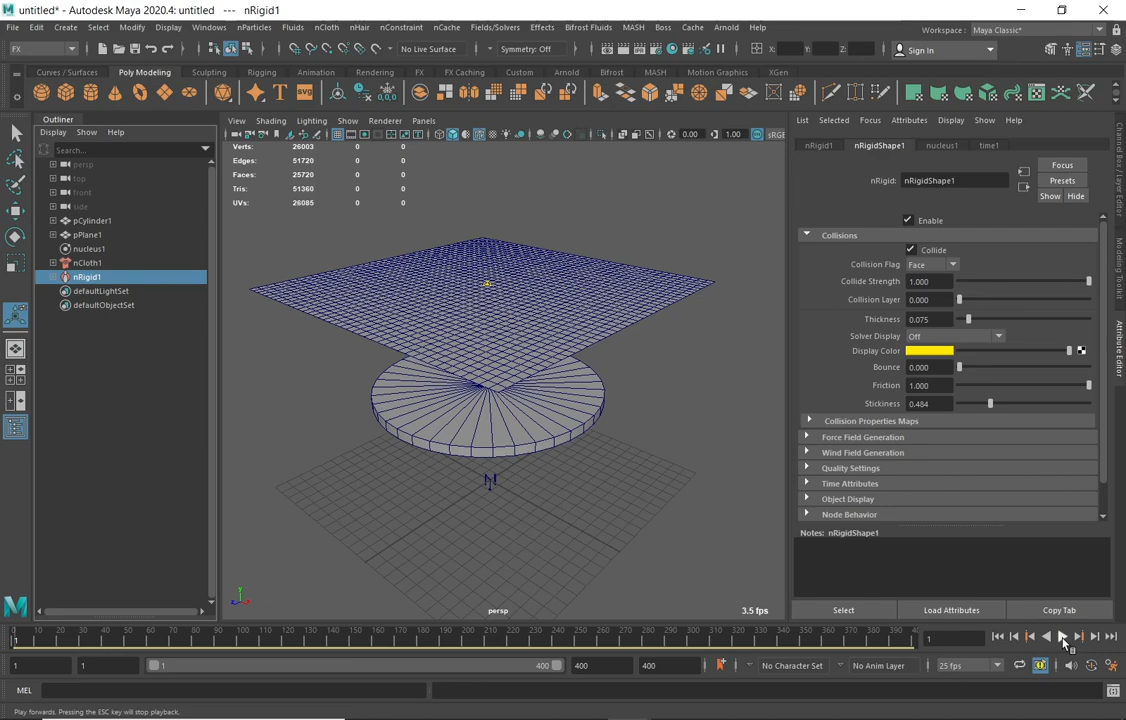 untitled* - Autodesk Maya 2020.4: untitled --- nRigid1
File Edit Create Select Modify Display Windows nParticles Fluids nCloth nHair nConstraint nCache Fields/Solvers Effects Bifrost Fluids MASH Boss Cache Arnold Help Workspace : Maya Classic*
FX No Live Surface Symmetry: Off X: Y: Z: Sign In
Curves / Surfaces Poly Modeling Sculpting Rigging Animation Rendering FX FX Caching Custom Arnold Bifrost MASH Motion Graphics XGen
Outliner
Display Show Help
Search...
persp
top
front
side
pCylinder1
pPlane1
nucleus1
nCloth1
nRigid1
defaultLightSet
defaultObjectSet
View Shading Lighting Show Renderer Panels
0.00 1.00 sRGE
Verts: 26003 0 0
Edges: 51720 0 0
Faces: 25720 0 0
Tris: 51360 0 0
UVs: 26085 0 0
N
persp
3.5 fps
List Selected Focus Attributes Display Show Help
nRigid1 nRigidShape1 nucleus1 time1
Focus
nRigid: nRigidShape1 Presets
Show Hide
Enable
Collisions
Collide
Collision Flag Face
Collide Strength 1.000
Collision Layer 0.000
Thickness 0.075
Solver Display Off
Display Color
Bounce 0.000
Friction 1.000
Stickiness 0.484
Collision Properties Maps
Force Field Generation
Wind Field Generation
Quality Settings
Time Attributes
Object Display
Node Behavior
Notes: nRigidShape1
Select Load Attributes Copy Tab
Channel Box / Layer Editor
Modeling Toolkit
Attribute Editor
10 20 30 40 50 60 70 80 90 100 110 120 130 140 150 160 170 180 190 200 210 220 230 240 250 260 270 280 290 300 310 320 330 340 350 360 370 380 390
1 1
1 1 1 400 400 400 No Character Set No Anim Layer 25 fps
MEL
Play forwards. Pressing the ESC key will stop playback.